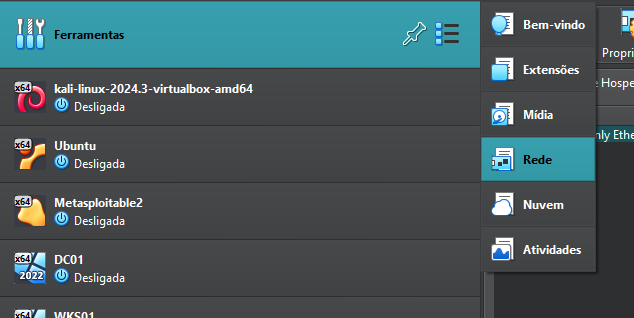 Ferramentas
x64
kali-linux-2024.3-virtualbox-amd64
Desligada
x64
Ubuntu
Desligada
x64
Metasploitable2
Desligada
x64
2022
DC01
Desligada
x64
WKS01
Bem-vindo
Extensões
Mídia
Rede
Nuvem
Atividades
Propri
e Hospe
nly Ethe